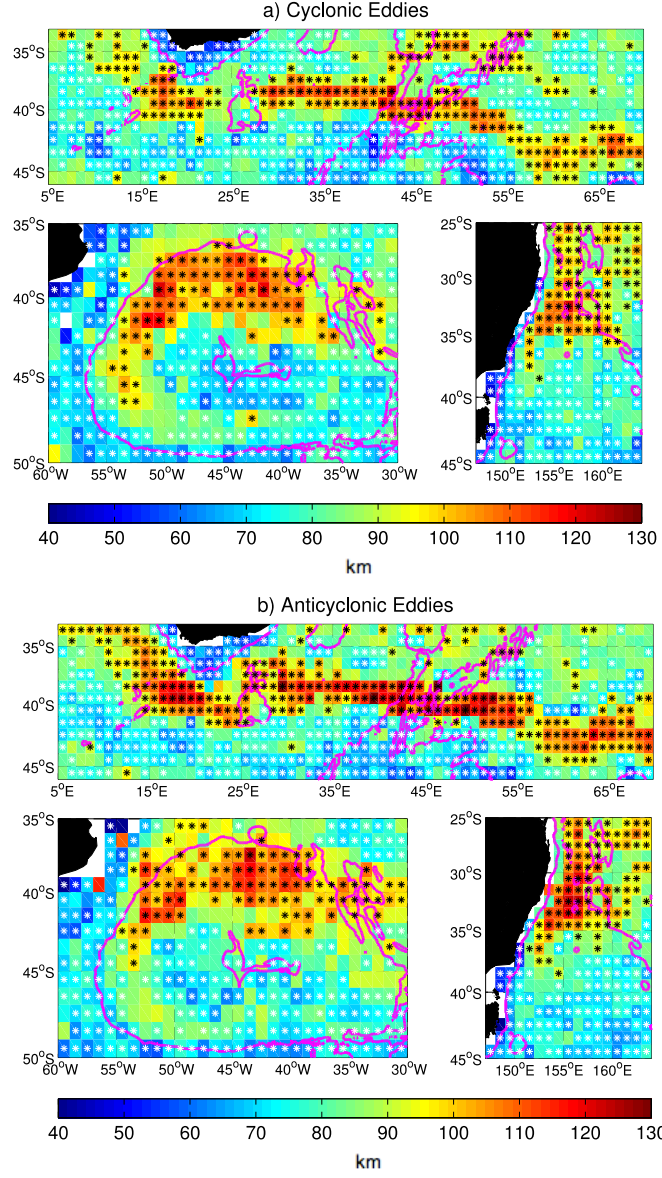 a) Cyclonic Eddies
35°S
40°S
45°S
5°E 15°E 25°E 35°E 45°E 55°E 65°E
35°S
40°S
45°S
50°S
60°W 55°W 50°W 45°W 40°W 35°W 30°W
25°S
30°S
35°S
40°S
45°S
150°E 155°E 160°E
40 50 60 70 80 90 100 110 120 130
km
b) Anticyclonic Eddies
35°S
40°S
45°S
5°E 15°E 25°E 35°E 45°E 55°E 65°E
35°S
40°S
45°S
50°S
60°W 55°W 50°W 45°W 40°W 35°W 30°W
25°S
30°S
35°S
40°S
45°S
150°E 155°E 160°E
40 50 60 70 80 90 100 110 120 130
km